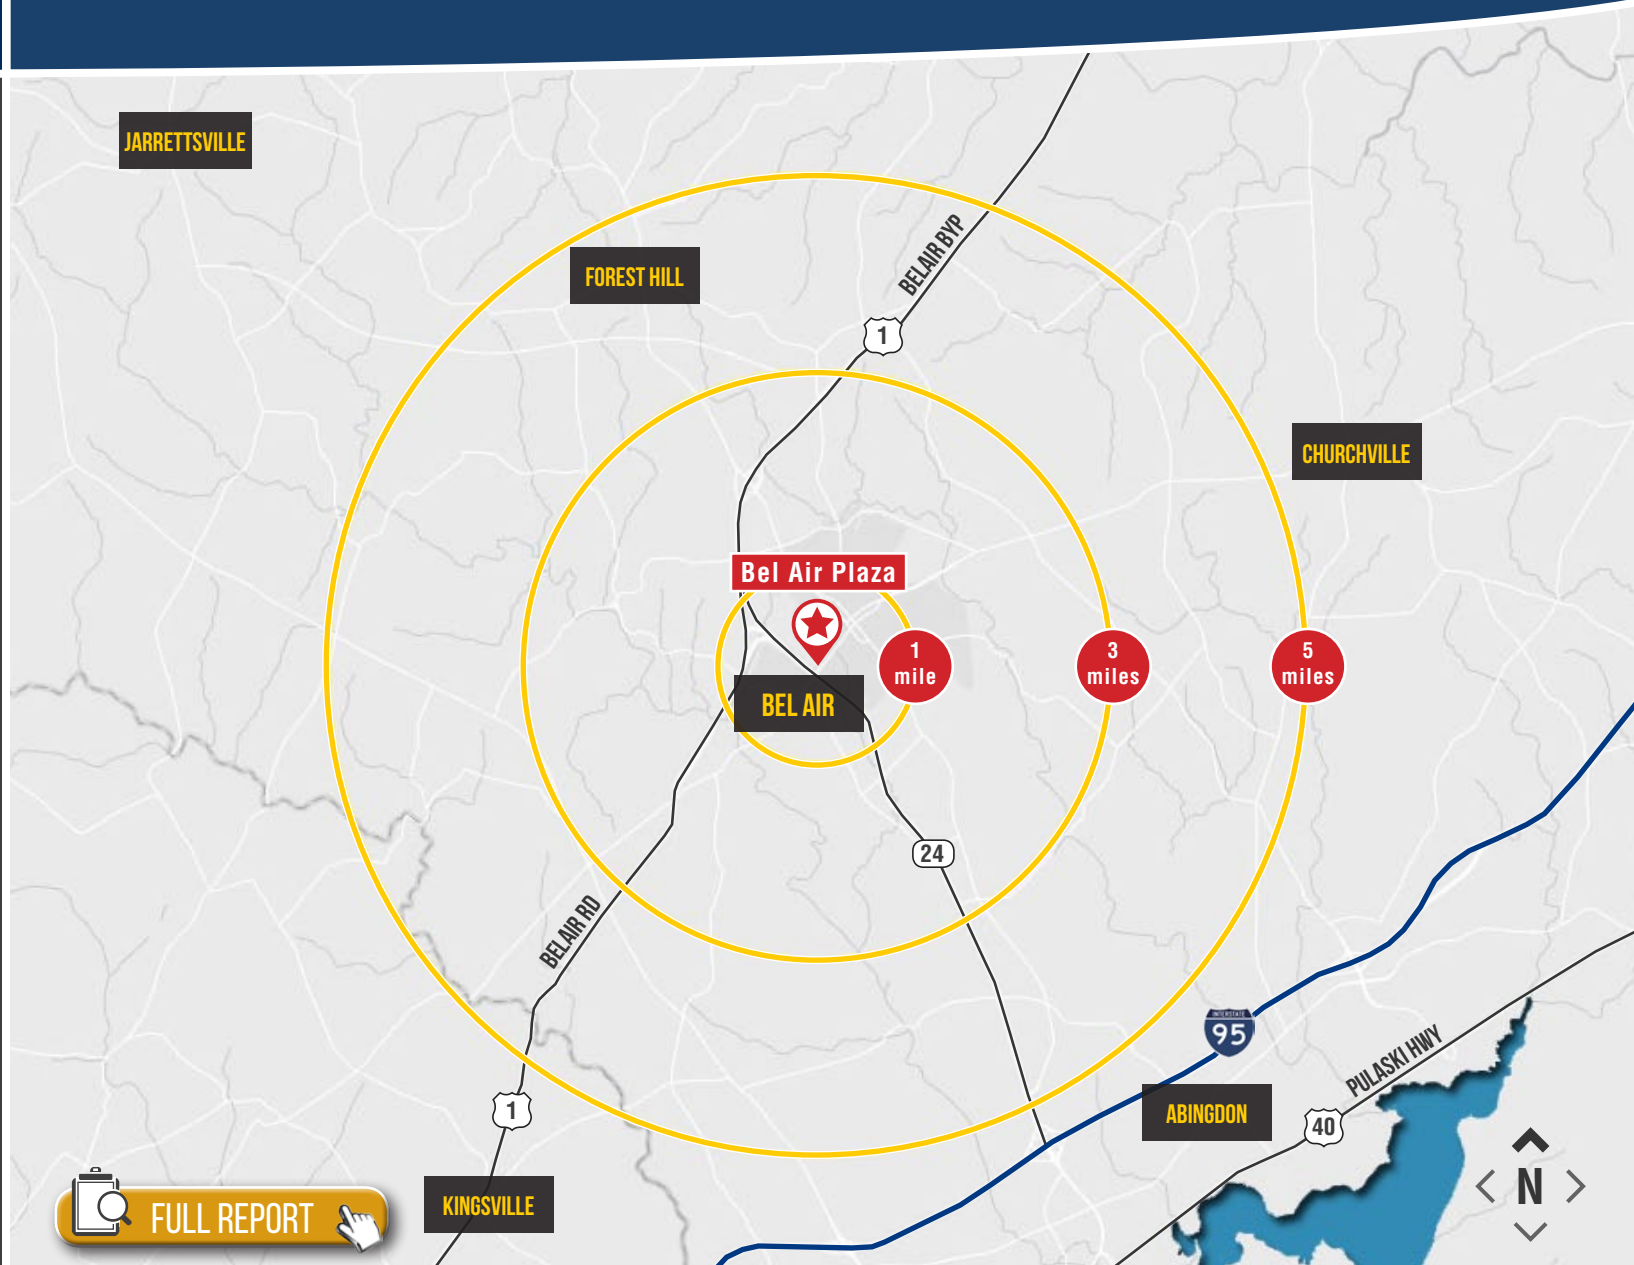 JARRETTSVILLE
BELAIR BYP
FOREST HILL
1
CHURCHVILLE
Bel Air Plaza
1
mile
3
miles
5
miles
BEL AIR
24
BELAIR RD
INTERSTATE
95
PULASKI HWY
1
ABINGDON
40
N
KINGSVILLE
FULL REPORT